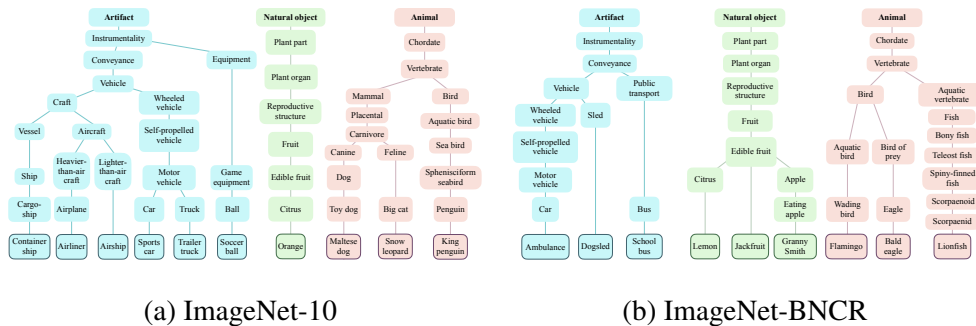 Artifact
Instrumentality
Conveyance
Equipment
Vehicle
Craft
Wheeled
vehicle
Vessel
Aircraft
Self-propelled
vehicle
Ship
Heavier-
than-air
craft
Lighter-
than-air
craft
Motor
vehicle
Game
equipment
Cargo-
ship
Airplane
Car
Truck
Ball
Container
ship
Airliner
Airship
Sports
car
Trailer
truck
Soccer
ball
Natural object
Plant part
Plant organ
Reproductive
structure
Fruit
Edible fruit
Citrus
Orange
Animal
Chordate
Vertebrate
Mammal
Bird
Placental
Aquatic bird
Carnivore
Canine
Feline
Sea bird
Dog
Sphenisciform
seabird
Toy dog
Big cat
Penguin
Maltese
dog
Snow
leopard
King
penguin
(a) ImageNet-10
Artifact
Instrumentality
Conveyance
Vehicle
Public
transport
Wheeled
vehicle
Sled
Self-propelled
vehicle
Motor
vehicle
Car
Bus
Ambulance
Dogsled
School
bus
Natural object
Plant part
Plant organ
Reproductive
structure
Fruit
Edible fruit
Citrus
Apple
Eating
apple
Lemon
Jackfruit
Granny
Smith
Animal
Chordate
Vertebrate
Bird
Aquatic
vertebrate
Fish
Bony fish
Aquatic
bird
Bird of
prey
Teleost fish
Spiny-finned
fish
Wading
bird
Eagle
Scorpaenoid
Scorpaenid
Flamingo
Bald
eagle
Lionfish
(b) ImageNet-BNCR